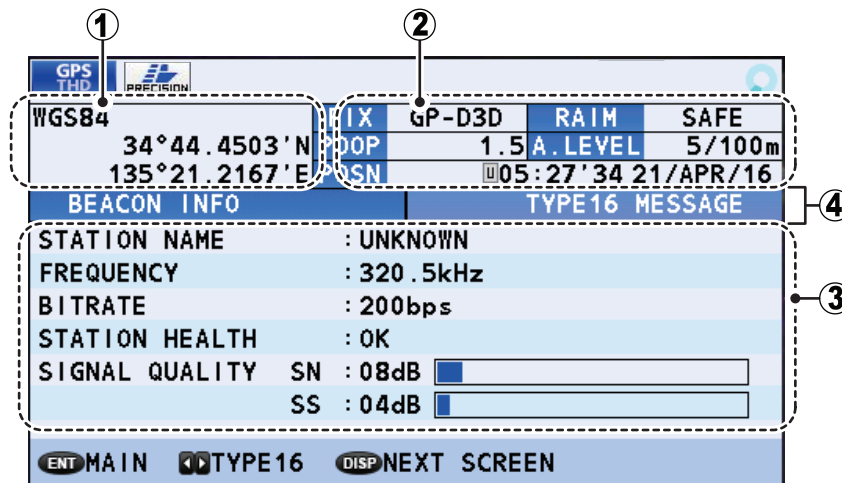 1 2
GPS THD PRECISION
WGS84 FIX GP-D3D RAIM SAFE
34°44.4503'N PDOP 1.5 A.LEVEL 5/100m
135°21.2167'E POSN U 05:27'34 21/APR/16
BEACON INFO TYPE16 MESSAGE 4
STATION NAME : UNKNOWN
FREQUENCY : 320.5kHz
BITRATE : 200bps 3
STATION HEALTH : OK
SIGNAL QUALITY SN : 08dB
SS : 04dB
ENT MAIN TYPE16 DISP NEXT SCREEN